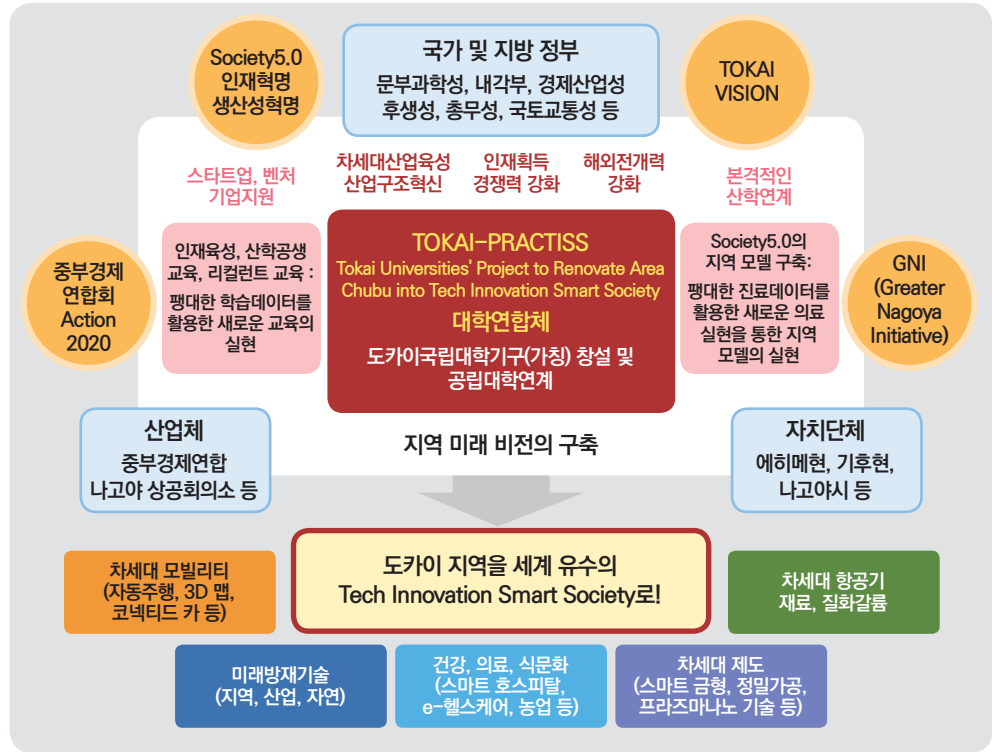 Society5.0
인재혁명
생산성혁명
국가 및 지방 정부
문부과학성, 내각부, 경제산업성
후생성, 총무성, 국토교통성 등
TOKAI
VISION
스타트업, 벤처
기업지원
차세대산업육성
산업구조혁신
인재획득
경쟁력 강화
해외전개력
강화
본격적인
산학연계
중부경제
연합회
Action
2020
인재육성, 산학공생
교육, 리컬런트 교육 :
팽대한 학습데이터를
활용한 새로운 교육의
실현
TOKAI-PRACTISS
Tokai Universities' Project to Renovate Area
Chubu into Tech Innovation Smart Society
대학연합체
도카이국립대학기구(가칭) 창설 및
공립대학연계
Society5.0의
지역 모델 구축:
팽대한 진료데이터를
활용한 새로운 의료
실현을 통한 지역
모델의 실현
GNI
(Greater
Nagoya
Initiative)
산업체
중부경제연합
나고야 상공회의소 등
지역 미래 비전의 구축
자치단체
에히메현, 기후현,
나고야시 등
차세대 모빌리티
(자동주행, 3D 맵,
코넥티드 카 등)
도카이 지역을 세계 유수의
Tech Innovation Smart Society로!
차세대 항공기
재료, 질화갈륨
미래방재기술
(지역, 산업, 자연)
건강, 의료, 식문화
(스마트 호스피탈,
e-헬스케어, 농업 등)
차세대 제도
(스마트 금형, 정밀가공,
프라즈마나노 기술 등)